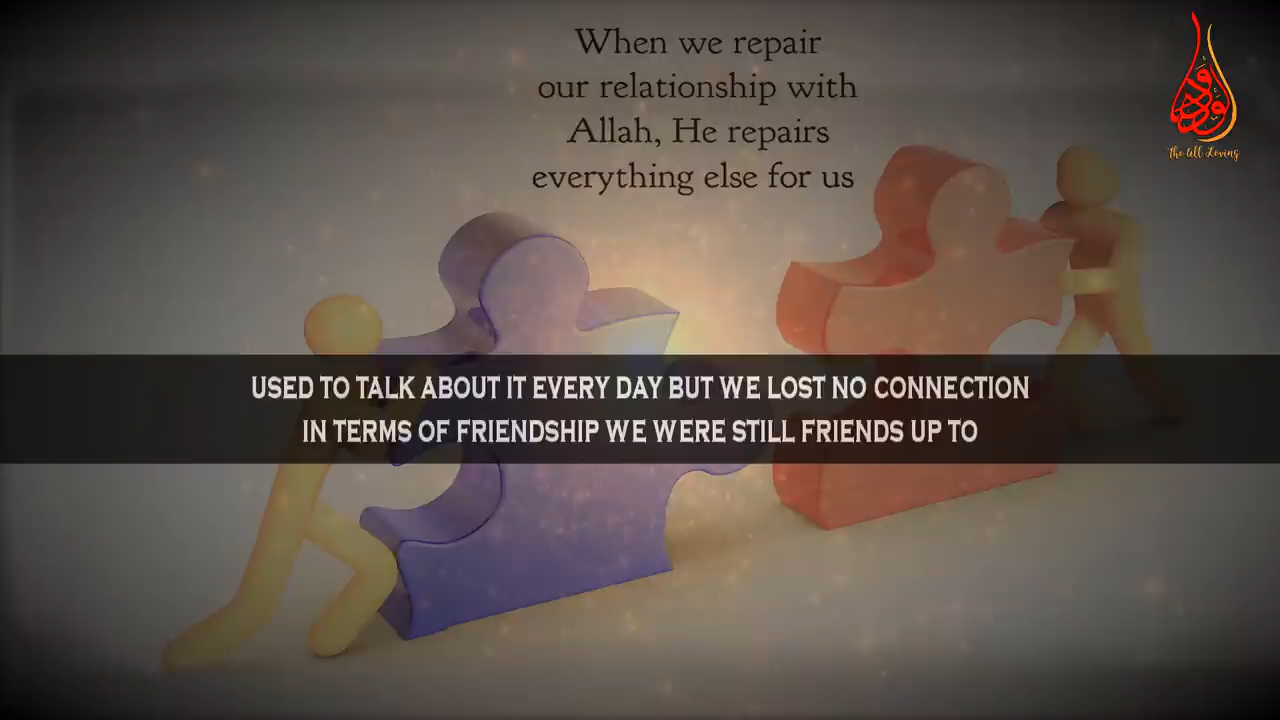 When we repair
our relationship with
Allah, He repairs
everything else for us
الودود
The All Loving
USED TO TALK ABOUT IT EVERY DAY BUT WE LOST NO CONNECTION
IN TERMS OF FRIENDSHIP WE WERE STILL FRIENDS UP TO